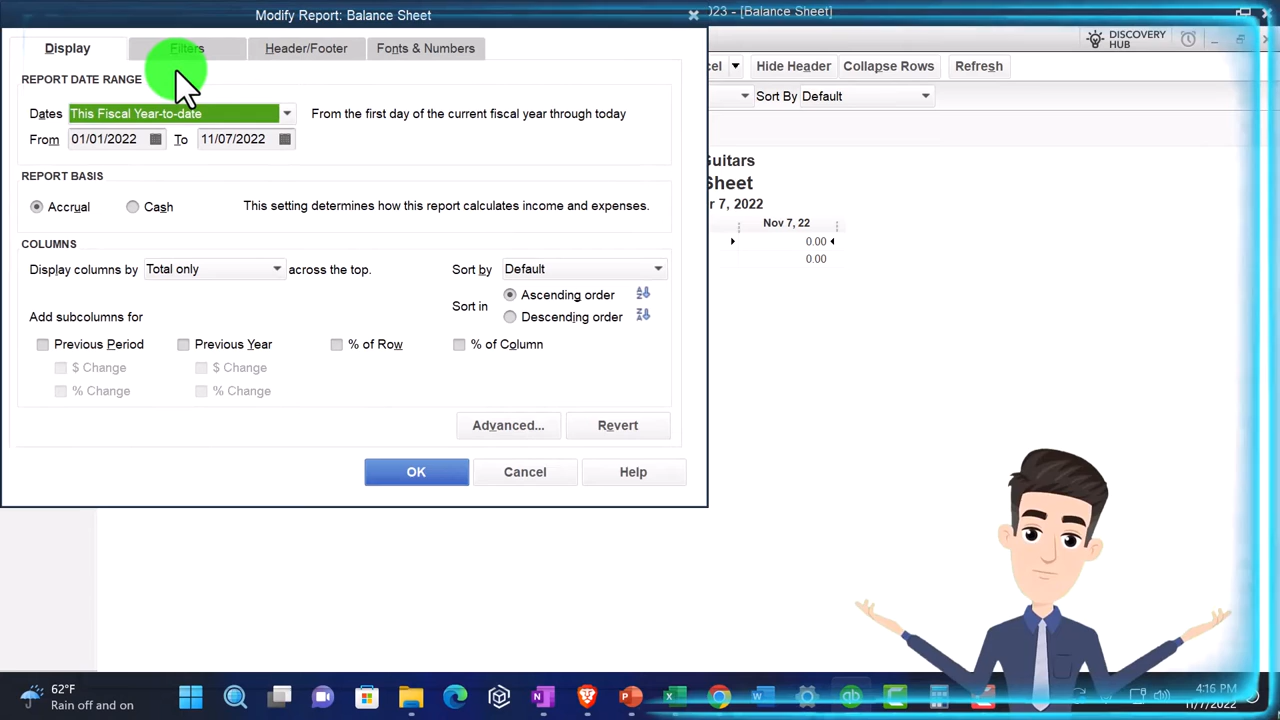 Modify Report: Balance Sheet
023 - [Balance Sheet]
Display
Filters
Header/Footer
Fonts & Numbers
DISCOVERY
HUB
cel
Hide Header
Collapse Rows
Refresh
Sort By Default
REPORT DATE RANGE
Dates This Fiscal Year-to-date
From the first day of the current fiscal year through today
From 01/01/2022 To 11/07/2022
REPORT BASIS
Accrual
Cash
This setting determines how this report calculates income and expenses.
COLUMNS
Display columns by Total only across the top.
Sort by Default
Sort in
Ascending order
Descending order
Add subcolumns for
Previous Period
Previous Year
% of Row
% of Column
$ Change
$ Change
% Change
% Change
Advanced...
Revert
OK
Cancel
Help
Guitars
Sheet
r 7, 2022
Nov 7, 22
0.00
0.00
62°F
Rain off and on
4:16 PM
11/7/2022